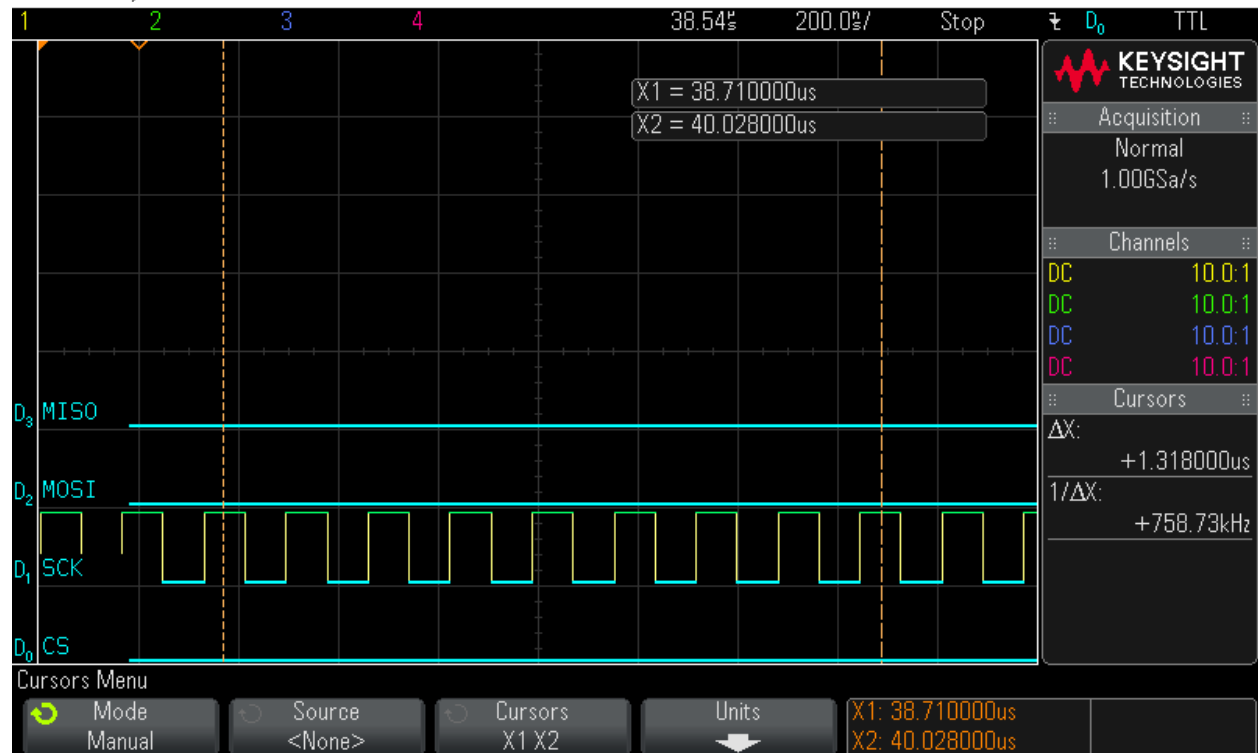 1 2 3 4 38.54µs 200.0ns/ Stop D0 TTL
KEYSIGHT
TECHNOLOGIES
X1 = 38.710000us
X2 = 40.028000us
Acquisition
Normal
1.00GSa/s
Channels
DC 10.0:1
DC 10.0:1
DC 10.0:1
DC 10.0:1
Cursors
ΔX:
+1.318000us
1/ΔX:
+758.73kHz
D3 MISO
D2 MOSI
D1 SCK
D0 CS
Cursors Menu
Mode
Manual
Source
<None>
Cursors
X1 X2
Units
X1: 38.710000us
X2: 40.028000us